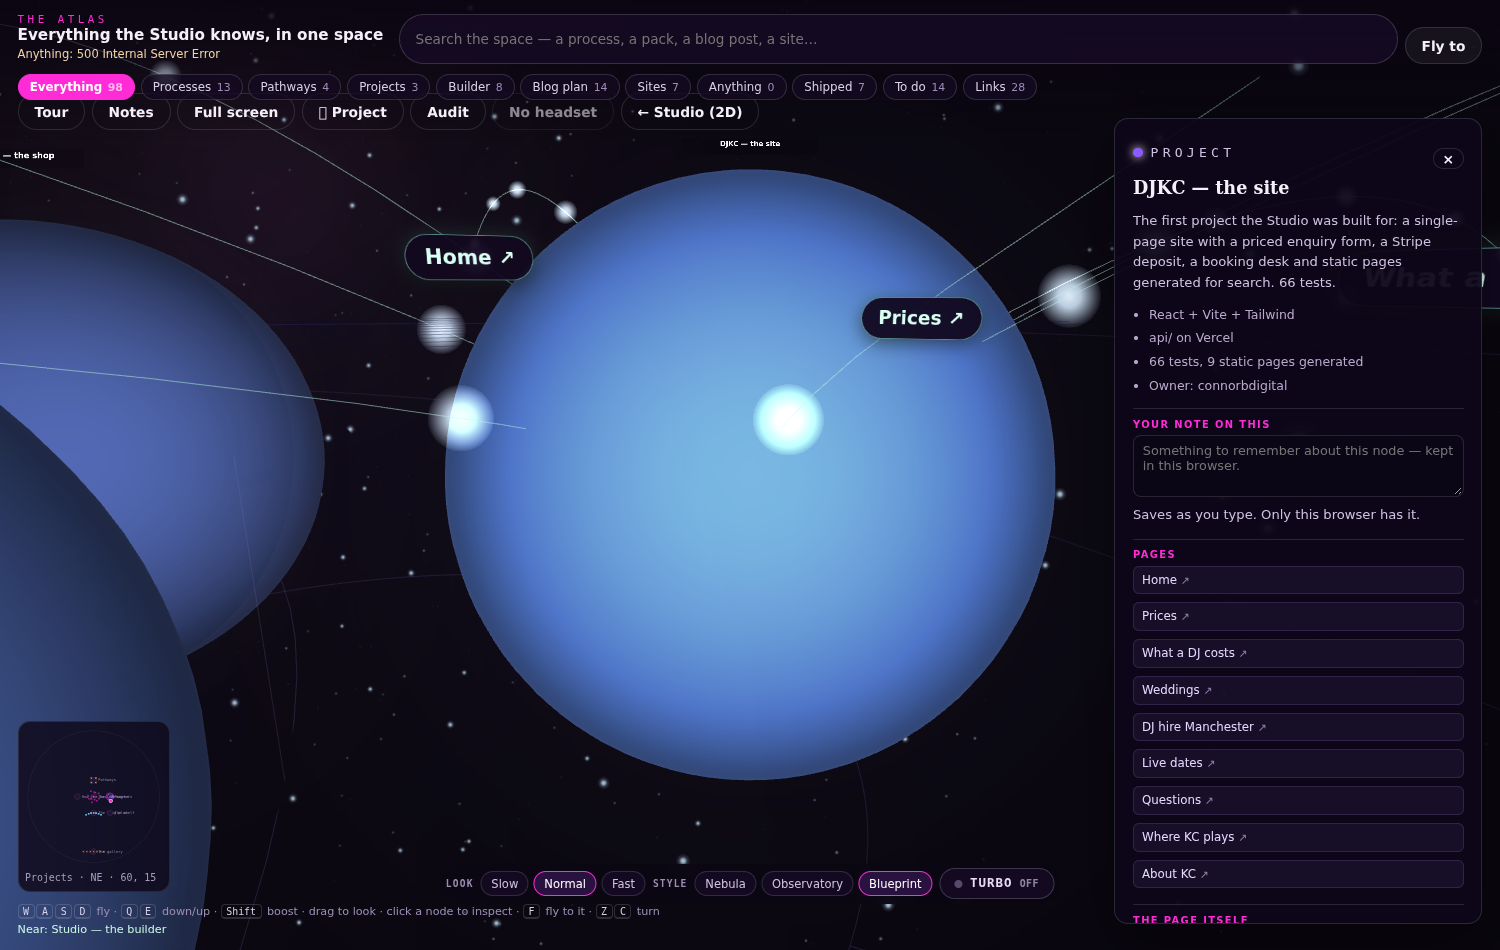 THE ATLAS
Everything the Studio knows, in one space
Anything: 500 Internal Server Error
Search the space — a process, a pack, a blog post, a site…
Fly to
Everything 98
Processes 13
Pathways 4
Projects 3
Builder 8
Blog plan 14
Sites 7
Anything 0
Shipped 7
To do 14
Links 28
Tour
Notes
Full screen
Project
Audit
No headset
← Studio (2D)
— the shop
DJKC — the site
Home ↗
Prices ↗
What a
PROJECT
×
DJKC — the site
The first project the Studio was built for: a single-
page site with a priced enquiry form, a Stripe
deposit, a booking desk and static pages
generated for search. 66 tests.
• React + Vite + Tailwind
• api/ on Vercel
• 66 tests, 9 static pages generated
• Owner: connorbdigital
YOUR NOTE ON THIS
Something to remember about this node — kept
in this browser.
Saves as you type. Only this browser has it.
PAGES
Home ↗
Prices ↗
What a DJ costs ↗
Weddings ↗
DJ hire Manchester ↗
Live dates ↗
Questions ↗
Where KC plays ↗
About KC ↗
THE PAGE ITSELF
Pathways
gallery
Projects · NE · 60, 15
LOOK
Slow
Normal
Fast
STYLE
Nebula
Observatory
Blueprint
TURBO OFF
W A S D fly · Q E down/up · Shift boost · drag to look · click a node to inspect · F fly to it · Z C turn
Near: Studio — the builder